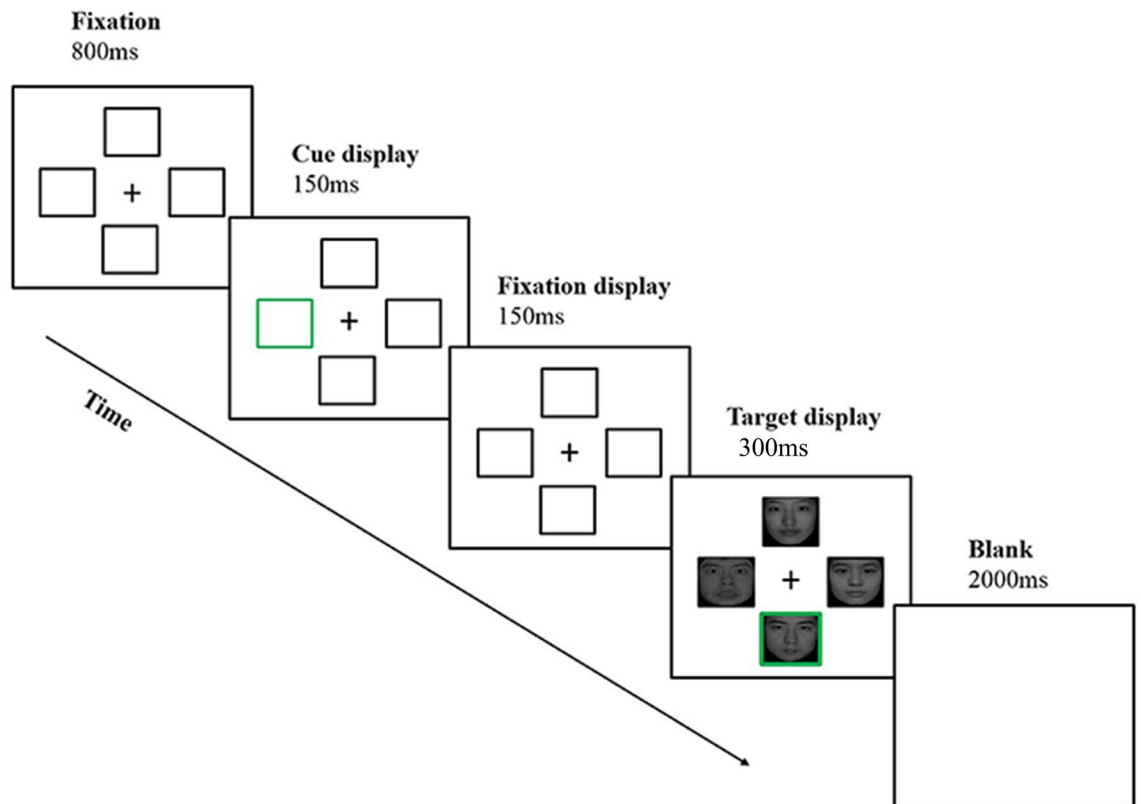 Fixation
800ms
Cue display
150ms
Fixation display
150ms
Target display
300ms
Blank
2000ms
Time